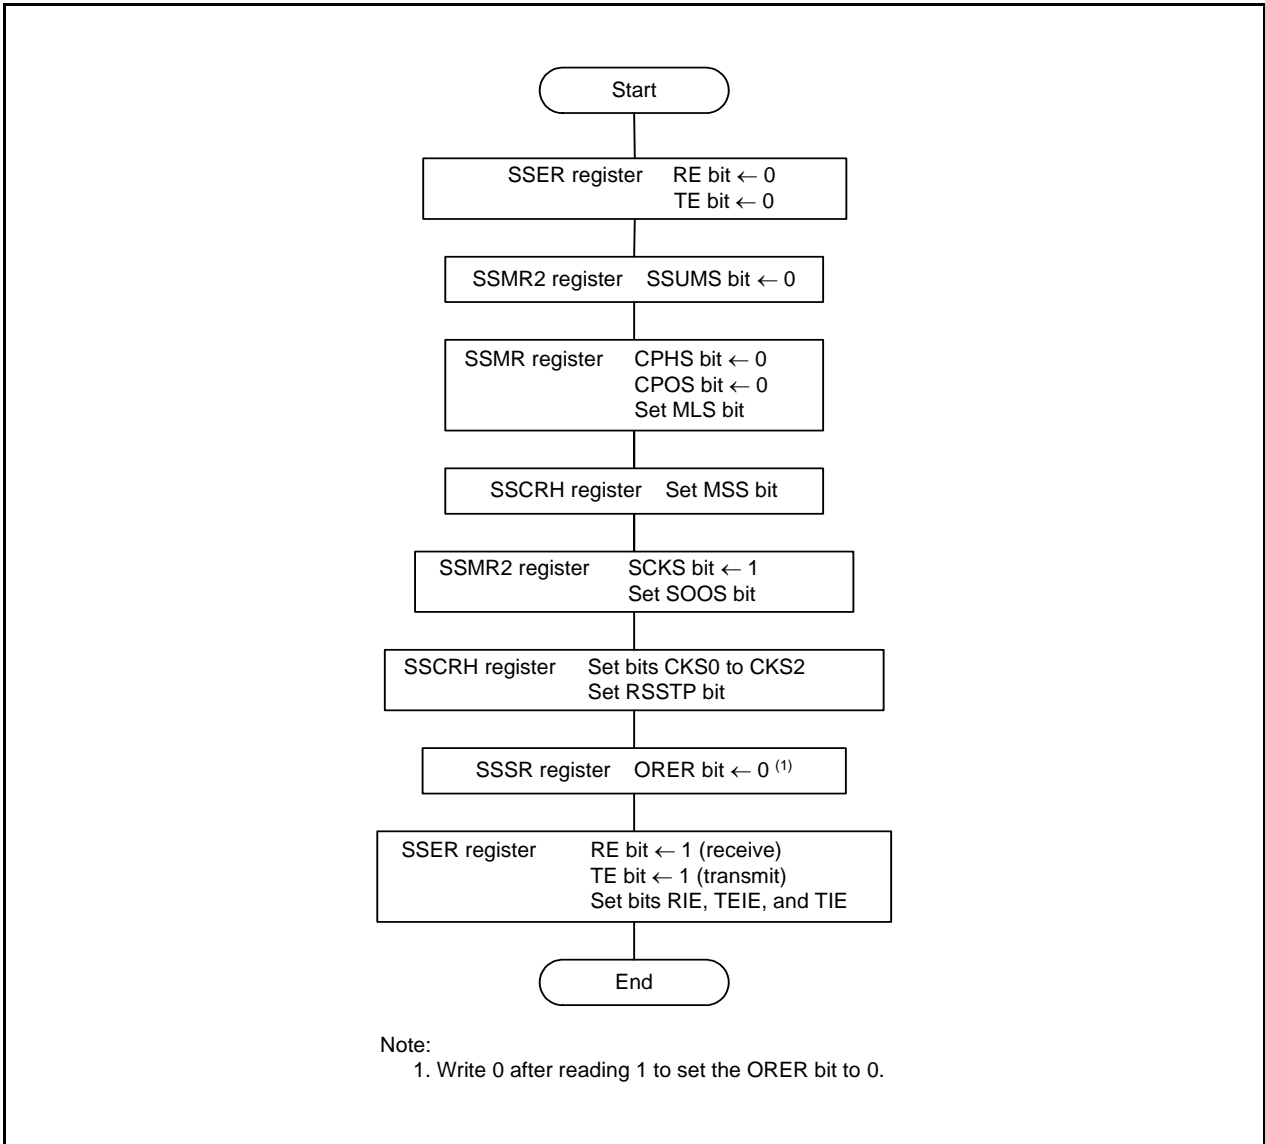 Start
SSER register RE bit ← 0
TE bit ← 0
SSMR2 register SSUMS bit ← 0
SSMR register CPHS bit ← 0
CPOS bit ← 0
Set MLS bit
SSCRH register Set MSS bit
SSMR2 register SCKS bit ← 1
Set SOOS bit
SSCRH register Set bits CKS0 to CKS2
Set RSSTP bit
SSSR register ORER bit ← 0 (1)
SSER register RE bit ← 1 (receive)
TE bit ← 1 (transmit)
Set bits RIE, TEIE, and TIE
End
Note:
1. Write 0 after reading 1 to set the ORER bit to 0.